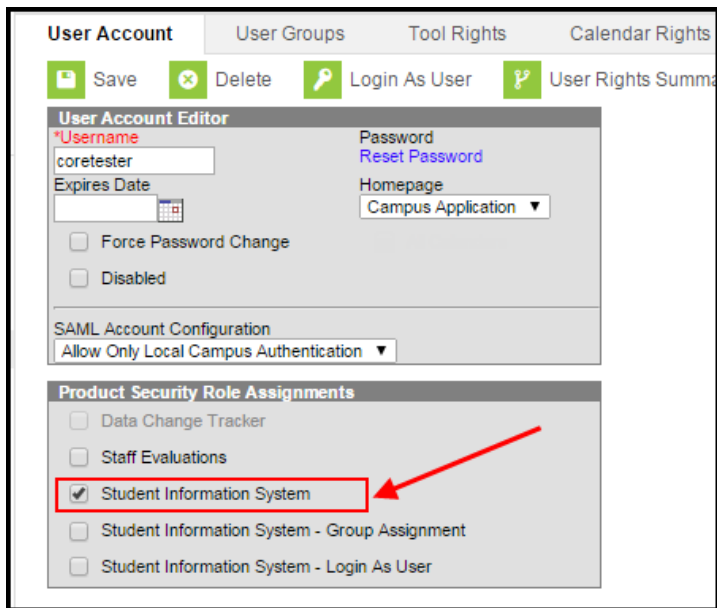 User Account User Groups Tool Rights Calendar Rights
Save Delete Login As User User Rights Summa
User Account Editor
*Username Password
coretester Reset Password
Expires Date Homepage
Campus Application ▼
Force Password Change
Disabled
SAML Account Configuration
Allow Only Local Campus Authentication ▼
Product Security Role Assignments
Data Change Tracker
Staff Evaluations
Student Information System
Student Information System - Group Assignment
Student Information System - Login As User